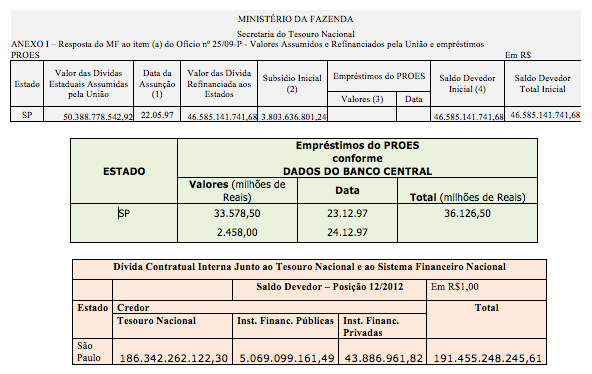 MINISTÉRIO DA FAZENDA
Secretaria do Tesouro Nacional
ANEXO I – Resposta do MF ao item (a) do Ofício nº 25/09-P - Valores Assumidos e Refinanciados pela União e empréstimos
PROES Em R$
Estado Valor das Dívidas Estaduais Assumidas pela União Data da Assunção (1) Valor da Dívida Refinanciada aos Estados Subsídio Inicial (2) Empréstimos do PROES Saldo Devedor Inicial (4) Saldo Devedor Total Inicial
Valores (3) Data
SP 50.388.778.542,92 22.05.97 46.585.141.741,68 3.803.636.801,24 46.585.141.741,68 46.585.141.741,68
ESTADO
Empréstimos do PROES
conforme
DADOS DO BANCO CENTRAL
Valores (milhões de Reais) Data Total (milhões de Reais)
SP 33.578,50 23.12.97 36.126,50
2.458,00 24.12.97
Dívida Contratual Interna Junto ao Tesouro Nacional e ao Sistema Financeiro Nacional
Saldo Devedor – Posição 12/2012 Em R$1,00
Estado Credor Total
Tesouro Nacional Inst. Financ. Públicas Inst. Financ. Privadas
São Paulo 186.342.262.122,30 5.069.099.161,49 43.886.961,82 191.455.248.245,61